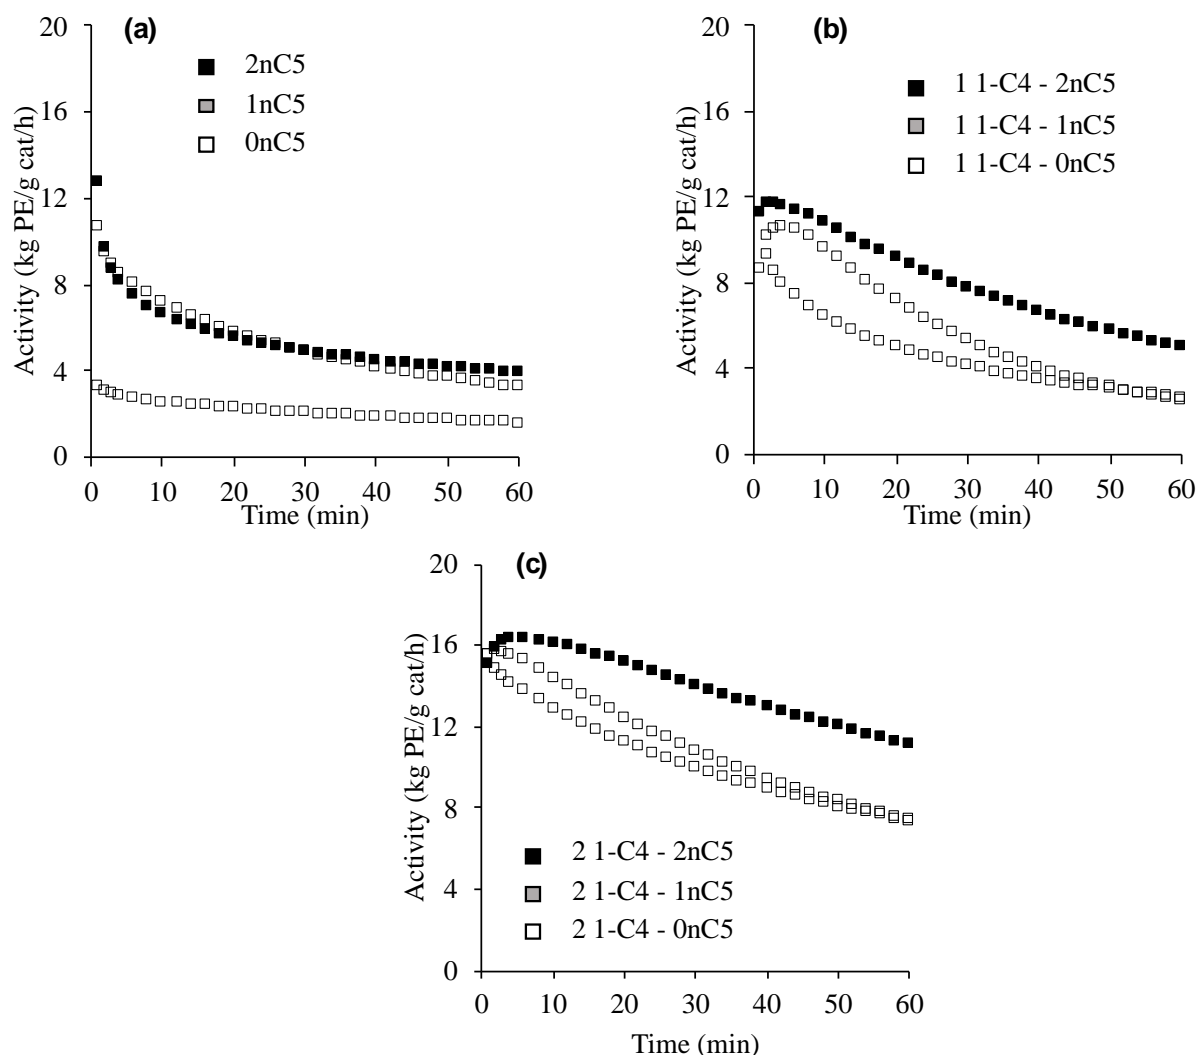 (a)
20
16
12
8
4
0
Activity (kg PE/g cat/h)
2nC5
1nC5
0nC5
0 10 20 30 40 50 60
Time (min)
(b)
20
16
12
8
4
0
Activity (kg PE/g cat/h)
1 1-C4 - 2nC5
1 1-C4 - 1nC5
1 1-C4 - 0nC5
0 10 20 30 40 50 60
Time (min)
(c)
20
16
12
8
4
0
Activity (kg PE/g cat/h)
2 1-C4 - 2nC5
2 1-C4 - 1nC5
2 1-C4 - 0nC5
0 10 20 30 40 50 60
Time (min)